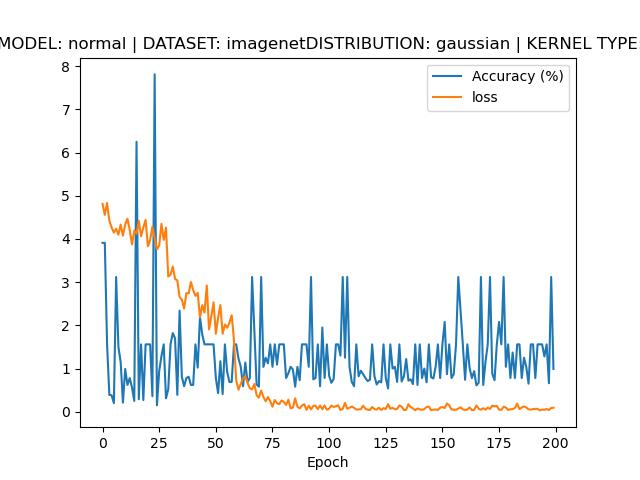 MODEL: normal | DATASET: imagenetDISTRIBUTION: gaussian | KERNEL TYPE
Accuracy (%)
loss
8
7
6
5
4
3
2
1
0
0 25 50 75 100 125 150 175 200
Epoch